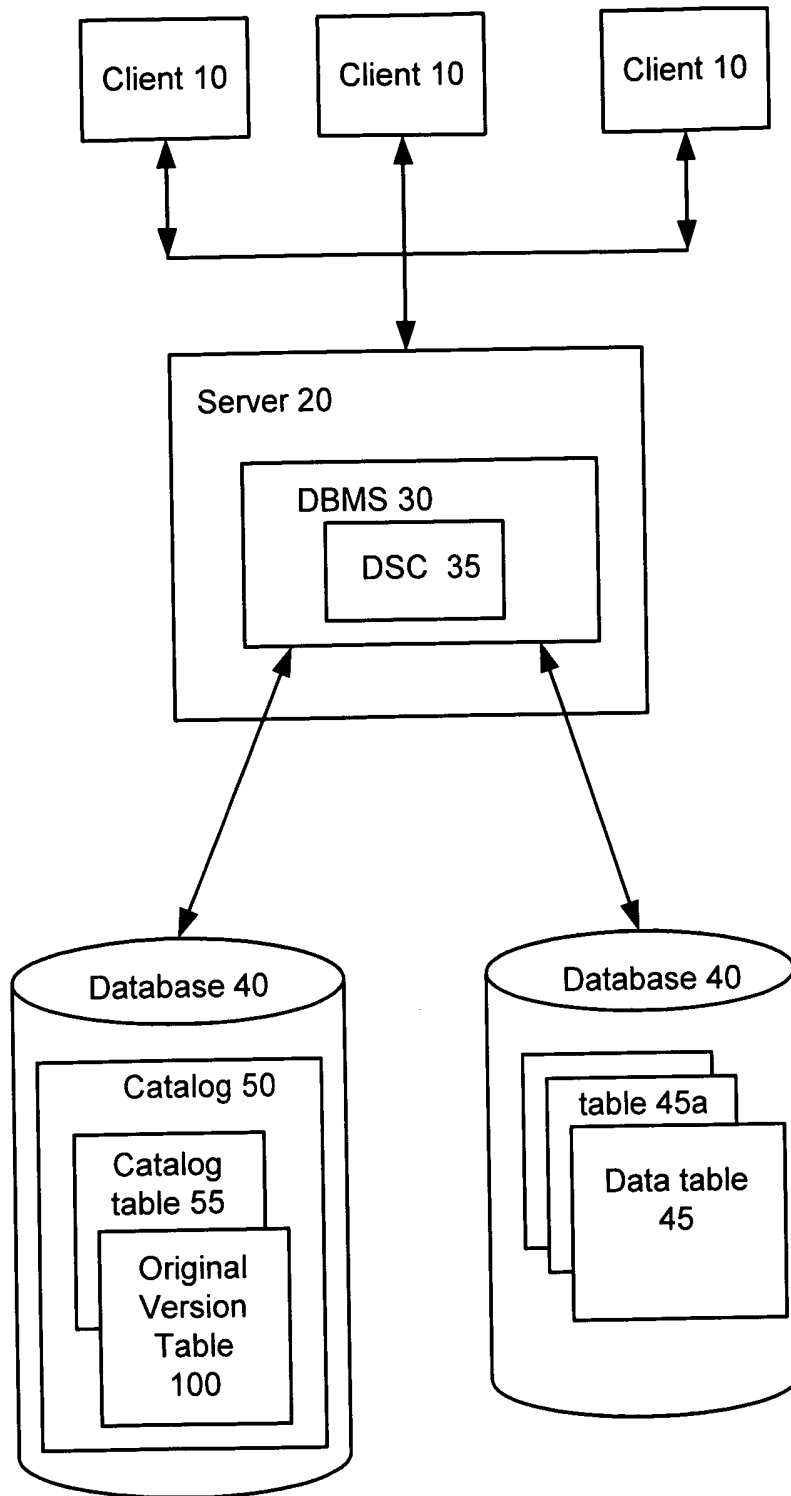 Client 10
Client 10
Client 10
Server 20
DBMS 30
DSC 35
Database 40
Catalog 50
Catalog
table 55
Original
Version
Table
100
Database 40
table 45a
Data table
45